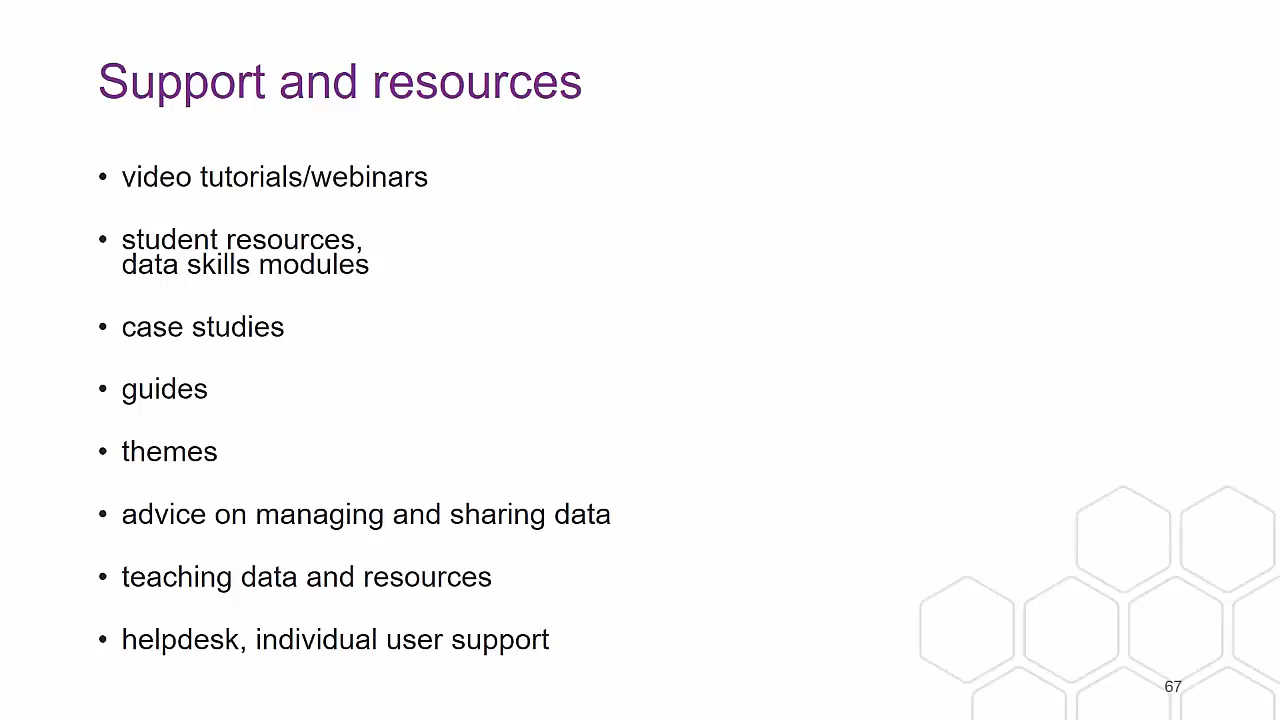 Support and resources
• video tutorials/webinars
• student resources,
data skills modules
• case studies
• guides
• themes
• advice on managing and sharing data
• teaching data and resources
• helpdesk, individual user support
67